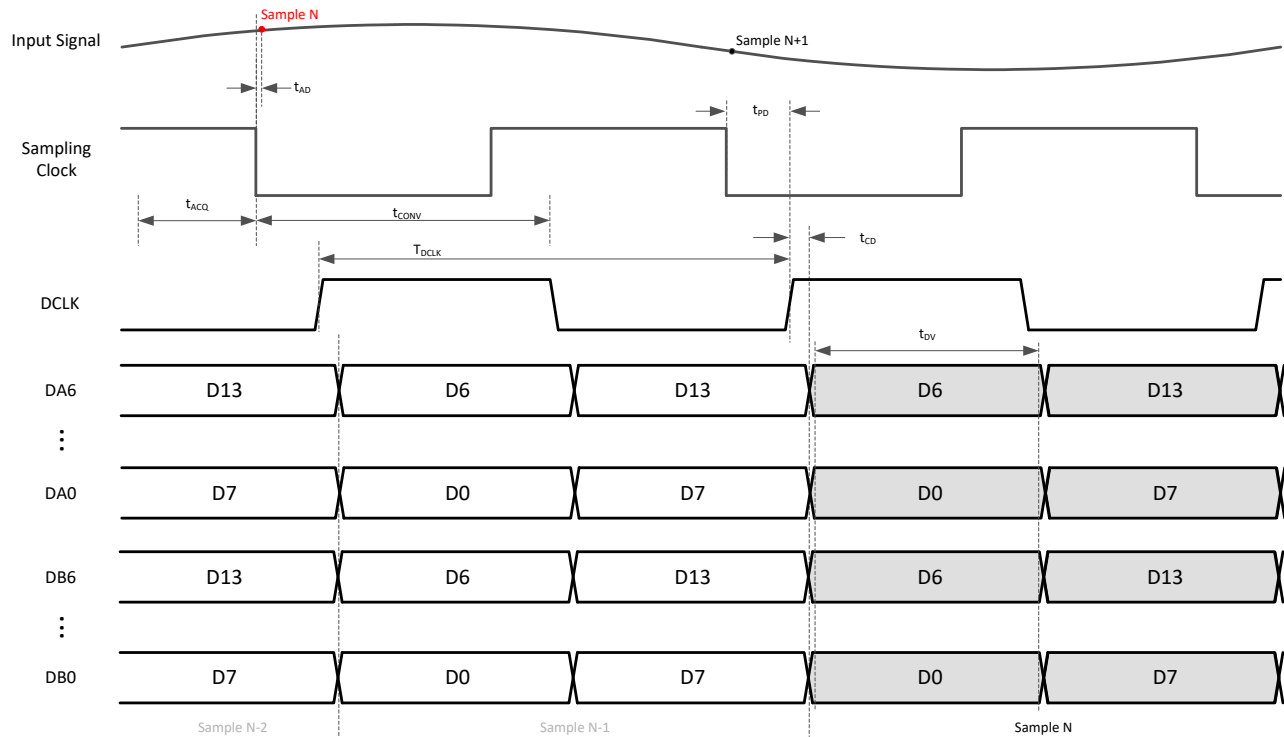 Sample N
Input Signal
Sample N+1
tAD
tPD
Sampling
Clock
tACQ
tCONV
tCD
TDCLK
DCLK
tDV
DA6 D13 D6 D13 D6 D13
DA0 D7 D0 D7 D0 D7
DB6 D13 D6 D13 D6 D13
DB0 D7 D0 D7 D0 D7
Sample N-2 Sample N-1 Sample N